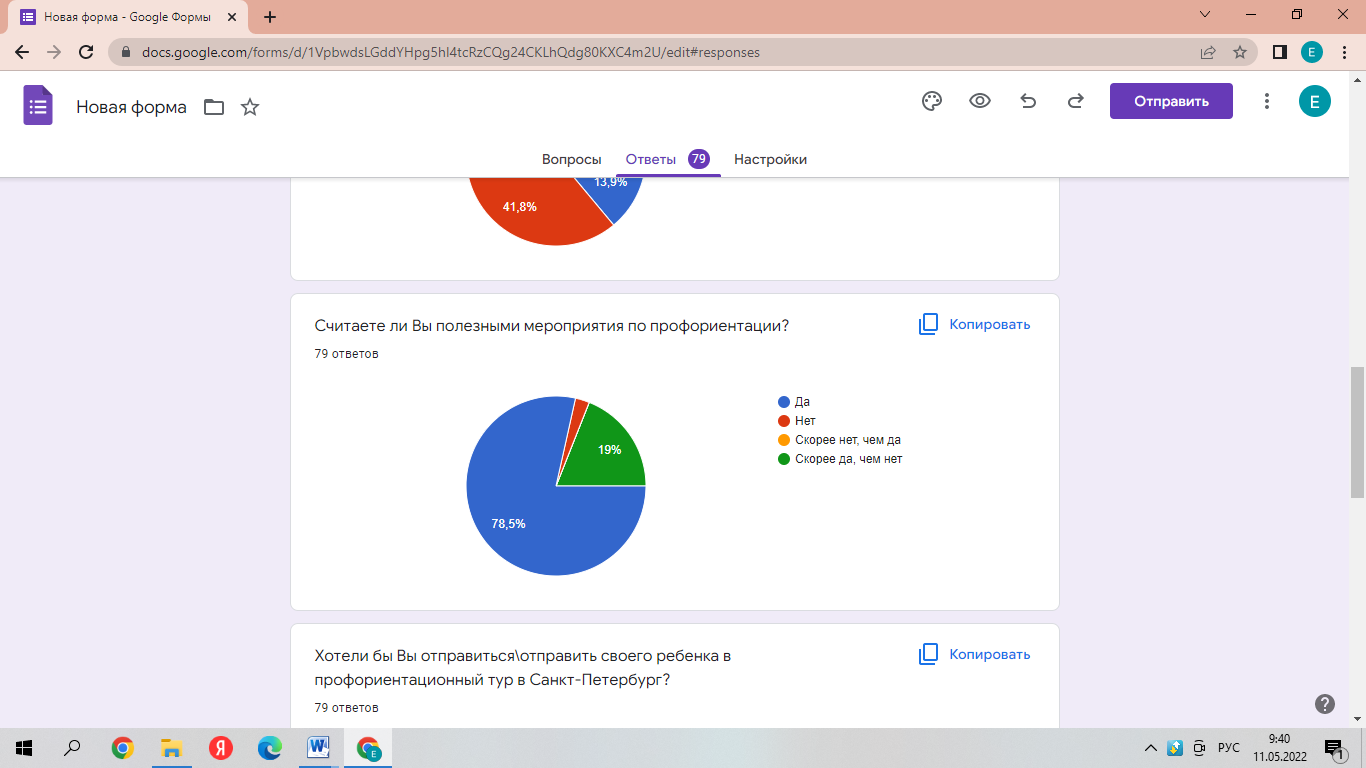 Новая форма - Google Формы
docs.google.com/forms/d/1VpbwdsLGddYHpg5hI4tcRzCQg24CKLhQdg80KXC4m2U/edit#responses
E
Новая форма
Отправить
E
Вопросы Ответы 79 Настройки
13,9%
41,8%
Считаете ли Вы полезными мероприятия по профориентации?
Копировать
79 ответов
Да
Нет
Скорее нет, чем да
Скорее да, чем нет
19%
78,5%
Хотели бы Вы отправиться\отправить своего ребенка в
профориентационный тур в Санкт-Петербург?
Копировать
79 ответов
Я
W
E
РУС
9:40
11.05.2022
1